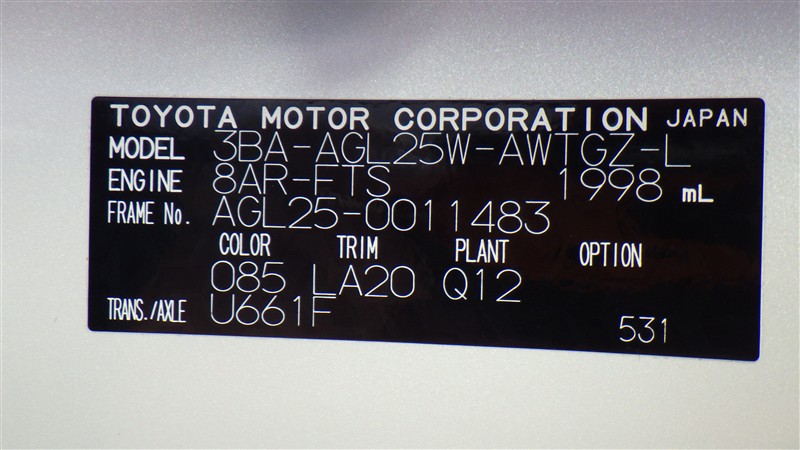 TOYOTA MOTOR CORPORATION JAPAN
MODEL 3BA-AGL25W-AWTGZ-L
ENGINE 8AR-FTS 1998 mL
FRAME No. AGL25-0011483
COLOR TRIM PLANT OPTION
085 LA20 Q12
TRANS./AXLE U661F
531